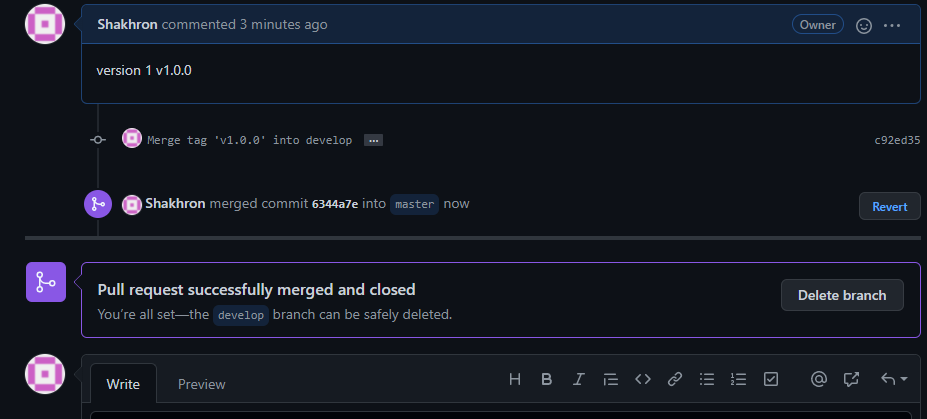 Shakhron commented 3 minutes ago Owner
version 1 v1.0.0
Merge tag 'v1.0.0' into develop ... c92ed35
Shakhron merged commit 6344a7e into master now Revert
Pull request successfully merged and closed
You're all set—the develop branch can be safely deleted.
Delete branch
Write Preview